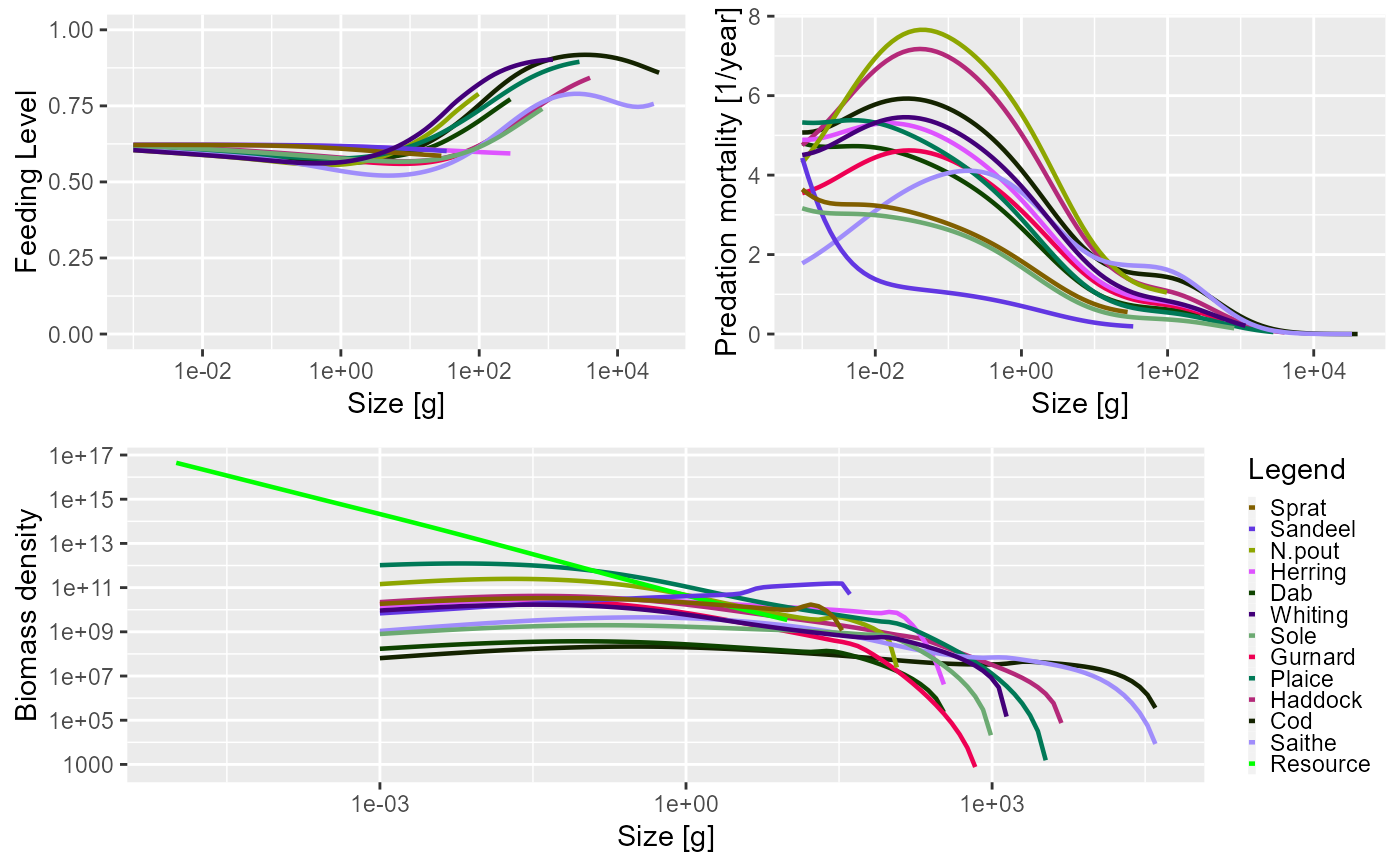 Feeding Level
1.00
0.75
0.50
0.25
0.00
1e-02
1e+00
1e+02
1e+04
Size [g]
Predation mortality [1/year]
8
6
4
2
0
1e-02
1e+00
1e+02
1e+04
Size [g]
Biomass density
1e+17
1e+15
1e+13
1e+11
1e+09
1e+07
1e+05
1000
1e-03
1e+00
1e+03
Size [g]
Legend
Sprat
Sandeel
N.pout
Herring
Dab
Whiting
Sole
Gurnard
Plaice
Haddock
Cod
Saithe
Resource